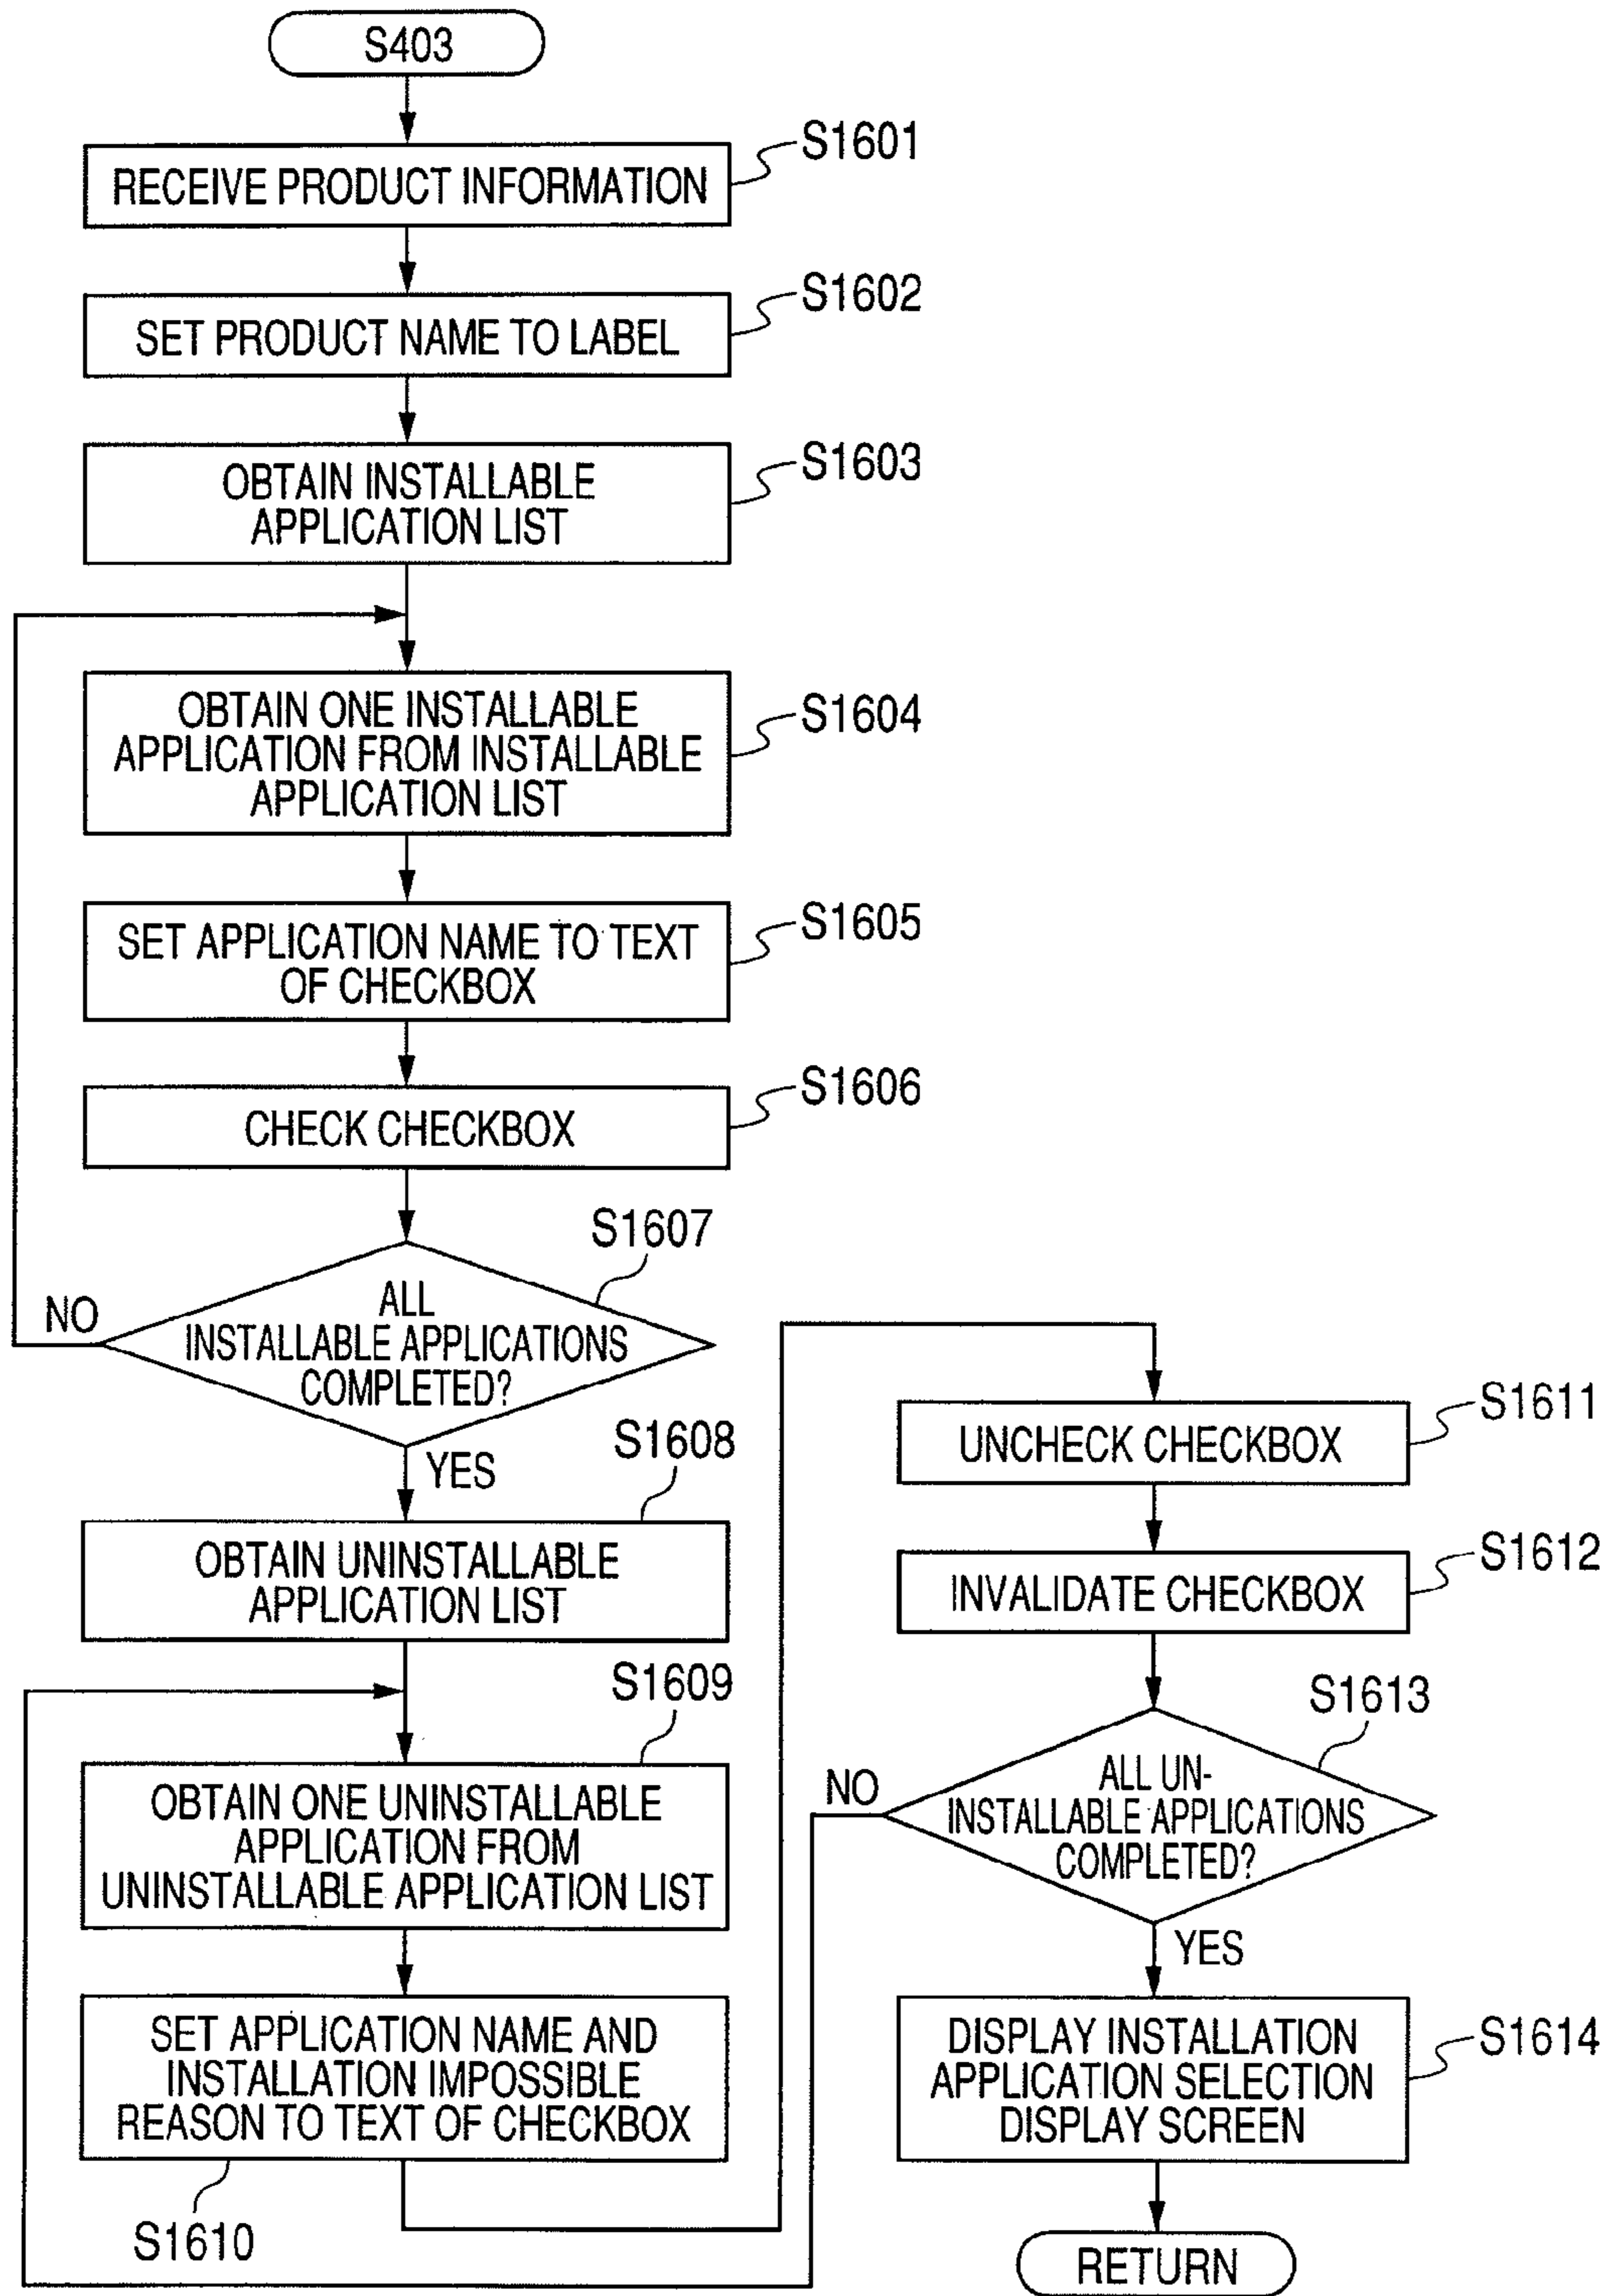 S403
RECEIVE PRODUCT INFORMATION
S1601
SET PRODUCT NAME TO LABEL
S1602
OBTAIN INSTALLABLE
APPLICATION LIST
S1603
OBTAIN ONE INSTALLABLE
APPLICATION FROM INSTALLABLE
APPLICATION LIST
S1604
SET APPLICATION NAME TO TEXT
OF CHECKBOX
S1605
CHECK CHECKBOX
S1606
S1607
ALL
INSTALLABLE APPLICATIONS
COMPLETED?
NO
YES
S1608
OBTAIN UNINSTALLABLE
APPLICATION LIST
S1609
OBTAIN ONE UNINSTALLABLE
APPLICATION FROM
UNINSTALLABLE APPLICATION LIST
SET APPLICATION NAME AND
INSTALLATION IMPOSSIBLE
REASON TO TEXT OF CHECKBOX
S1610
UNCHECK CHECKBOX
S1611
INVALIDATE CHECKBOX
S1612
S1613
ALL UN-
INSTALLABLE APPLICATIONS
COMPLETED?
NO
YES
DISPLAY INSTALLATION
APPLICATION SELECTION
DISPLAY SCREEN
S1614
RETURN